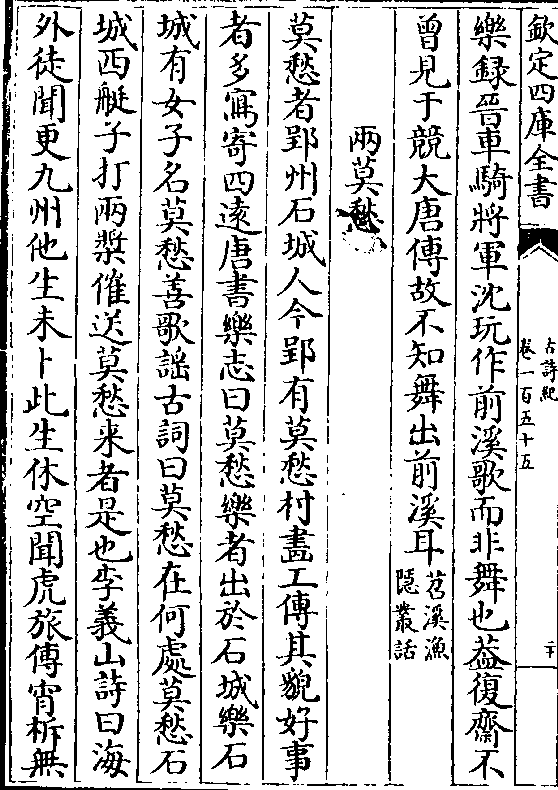 欽定四庫全書
古詩紀
卷一百五十五
二十
樂録晉車騎將軍沈玩作前溪歌而非舞也葢復齋不
曾見于競大唐傳故不知舞出前溪耳
苕溪漁
隠叢話
兩莫愁
莫愁者郢州石城人今郢有莫愁村畫工傳其貌好事
者多寫寄四逺唐書樂志曰莫愁樂者出於石城樂石
城有女子名莫愁善歌謡古詞曰莫愁在何處莫愁石
城西艇子打兩槳催送莫愁来者是也李義山詩曰海
外徒聞更九州他生未卜此生休空聞虎旅傳宵柝無